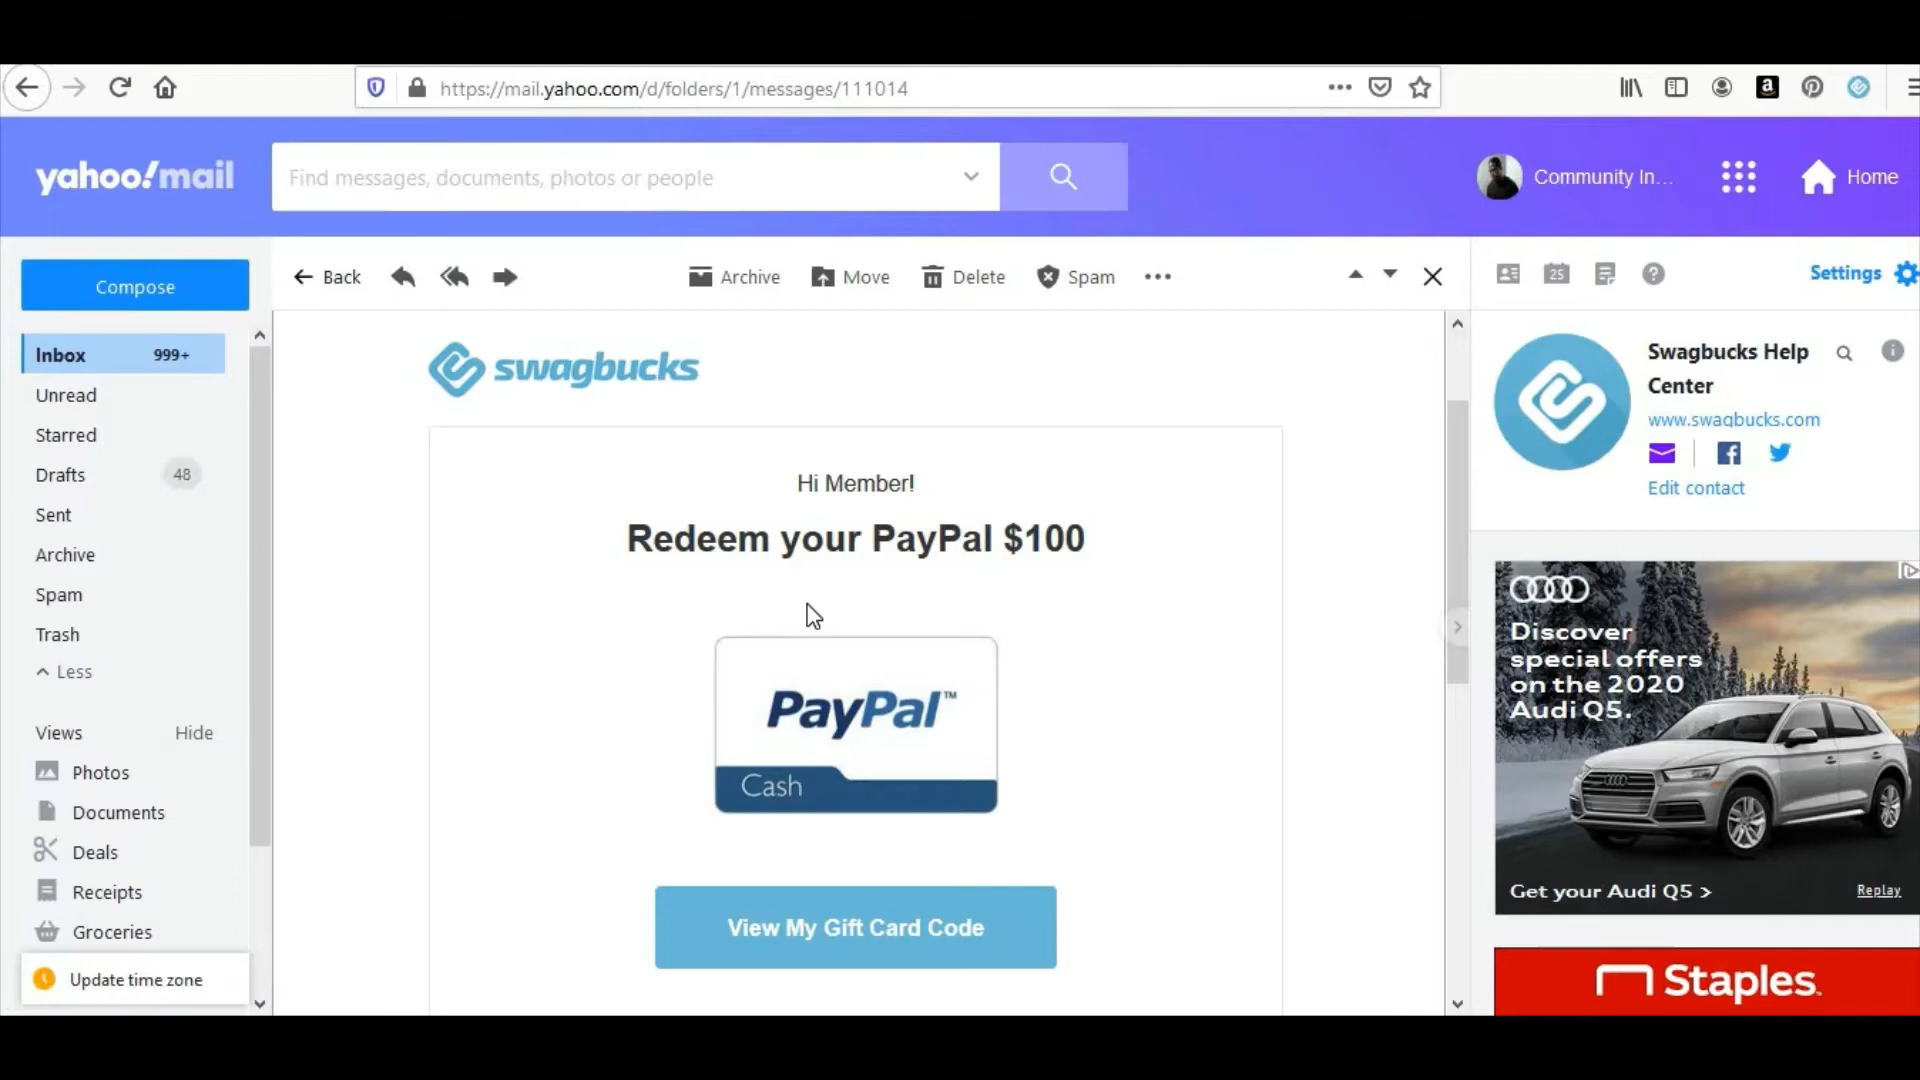 https://mail.yahoo.com/d/folders/1/messages/111014
a
yahoo!mail
Find messages, documents, photos or people
Community In...
Home
Compose
Back
Archive
Move
Delete
Spam
25
Settings
Inbox 999+
Unread
Starred
Drafts 48
Sent
Archive
Spam
Trash
Less
Views Hide
Photos
Documents
Deals
Receipts
Groceries
Update time zone
swagbucks
Hi Member!
Redeem your PayPal $100
PayPal™
Cash
View My Gift Card Code
Swagbucks Help
Center
www.swagbucks.com
Edit contact
Discover
special offers
on the 2020
Audi Q5.
Get your Audi Q5 >
Replay
Staples